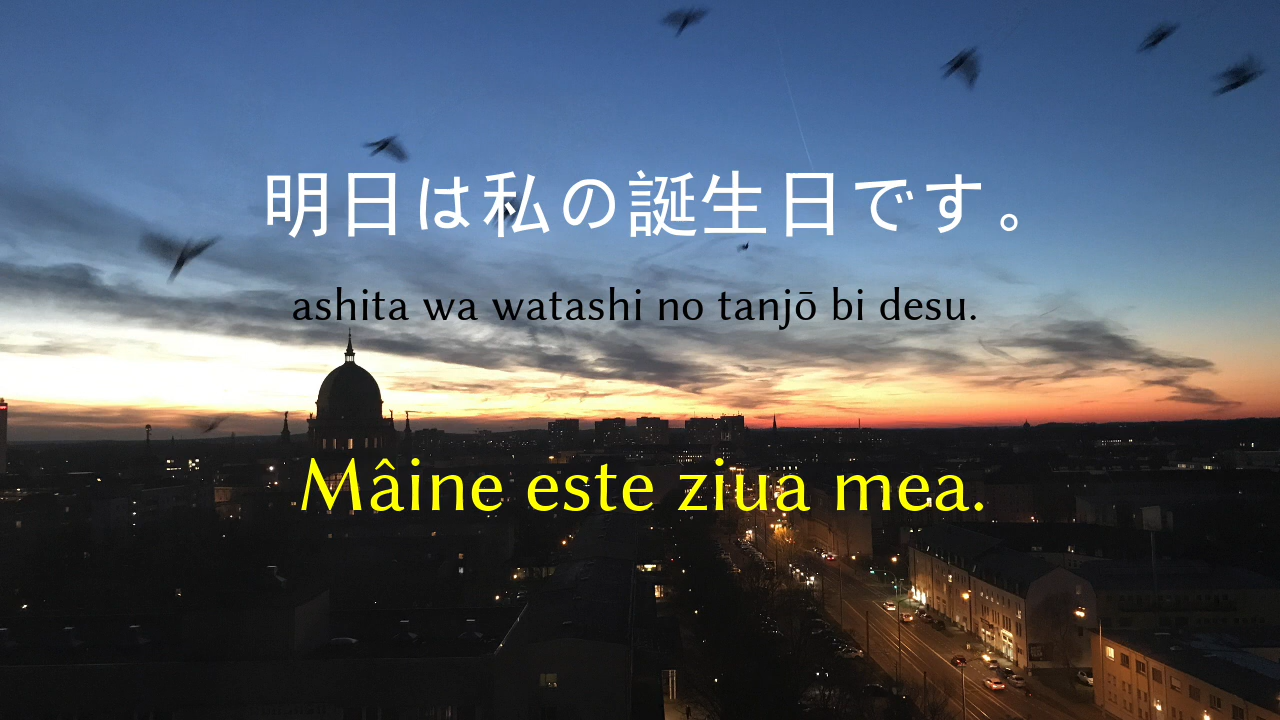 明日は私の誕生日です。
ashita wa watashi no tanjō bi desu.
Mâine este ziua mea.